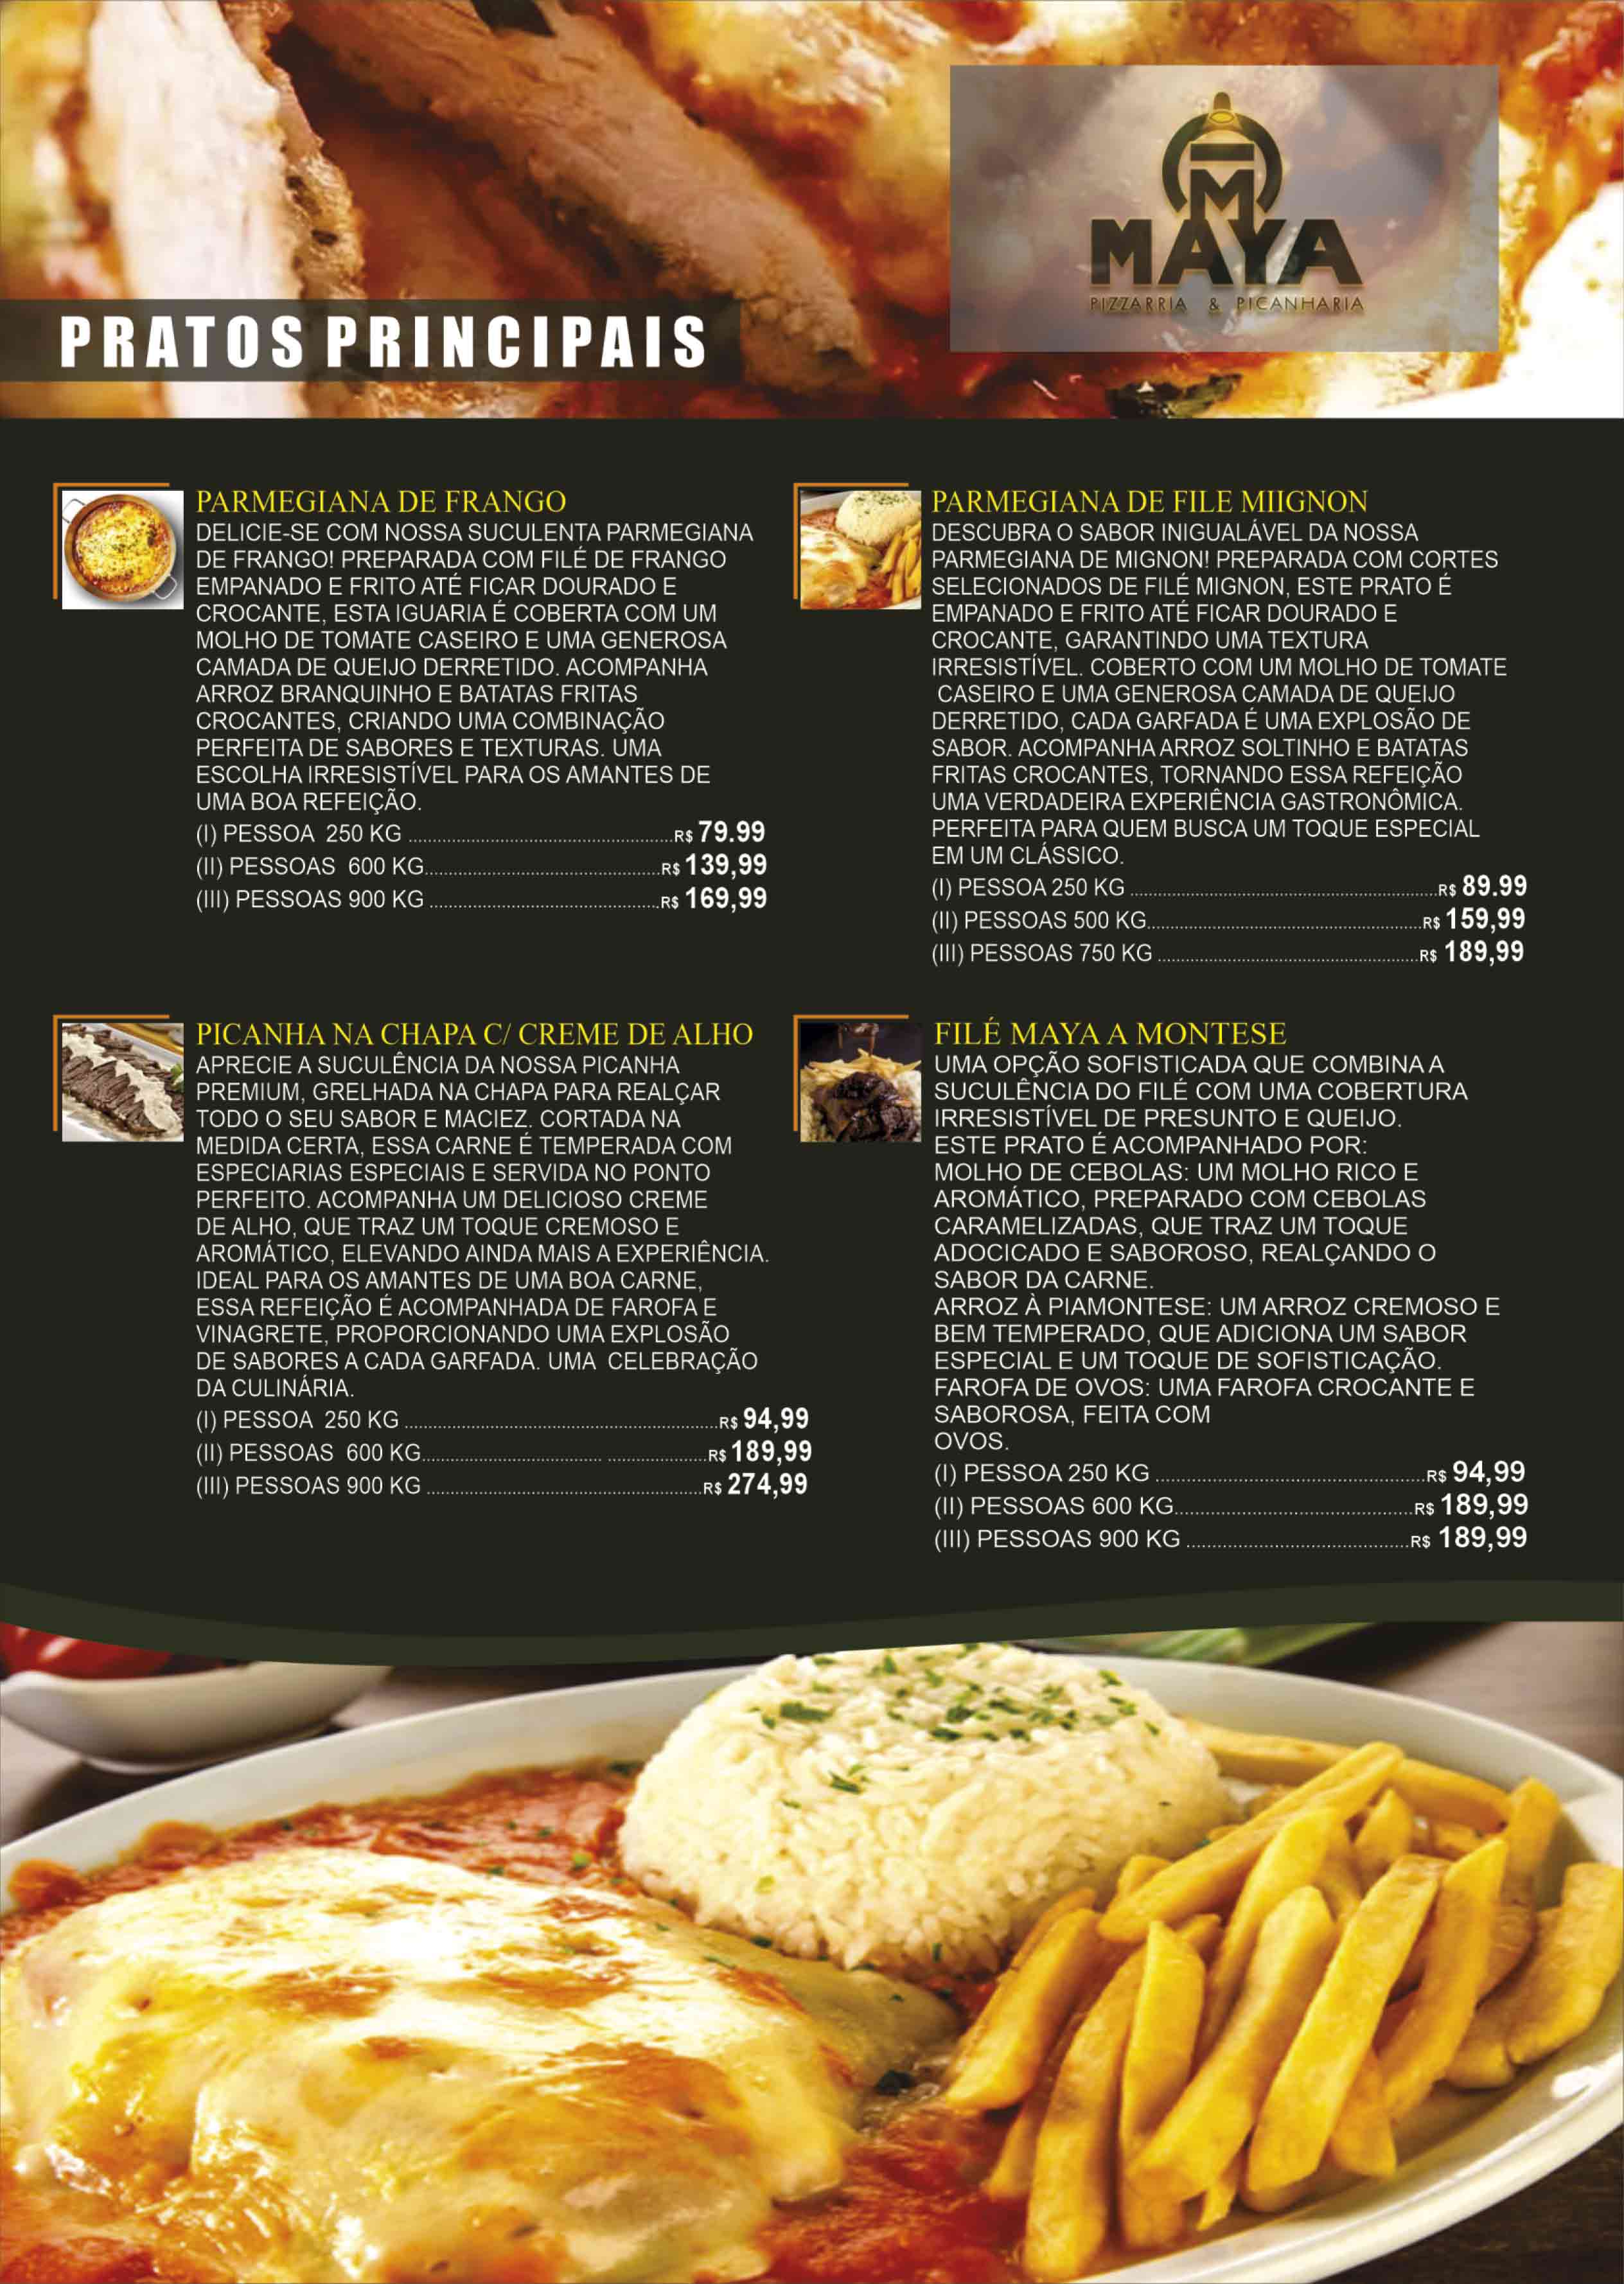 M
MAYA
PIZZARRIA & PICANHARIA
PRATOS PRINCIPAIS
PARMEGIANA DE FRANGO
DELICIE-SE COM NOSSA SUCULENTA PARMEGIANA
DE FRANGO! PREPARADA COM FILÉ DE FRANGO
EMPANADO E FRITO ATÉ FICAR DOURADO E
CROCANTE, ESTA IGUARIA É COBERTA COM UM
MOLHO DE TOMATE CASEIRO E UMA GENEROSA
CAMADA DE QUEIJO DERRETIDO. ACOMPANHA
ARROZ BRANQUINHO E BATATAS FRITAS
CROCANTES, CRIANDO UMA COMBINAÇÃO
PERFEITA DE SABORES E TEXTURAS. UMA
ESCOLHA IRRESISTÍVEL PARA OS AMANTES DE
UMA BOA REFEIÇÃO.
(I) PESSOA 250 KG ........................................................ R$ 79.99
(II) PESSOAS 600 KG.................................................. R$ 139,99
(III) PESSOAS 900 KG ................................................ R$ 169,99
PARMEGIANA DE FILE MIIGNON
DESCUBRA O SABOR INIGUALÁVEL DA NOSSA
PARMEGIANA DE MIGNON! PREPARADA COM CORTES
SELECIONADOS DE FILÉ MIGNON, ESTE PRATO É
EMPANADO E FRITO ATÉ FICAR DOURADO E
CROCANTE, GARANTINDO UMA TEXTURA
IRRESISTÍVEL. COBERTO COM UM MOLHO DE TOMATE
CASEIRO E UMA GENEROSA CAMADA DE QUEIJO
DERRETIDO, CADA GARFADA É UMA EXPLOSÃO DE
SABOR. ACOMPANHA ARROZ SOLTINHO E BATATAS
FRITAS CROCANTES, TORNANDO ESSA REFEIÇÃO
UMA VERDADEIRA EXPERIÊNCIA GASTRONÔMICA.
PERFEITA PARA QUEM BUSCA UM TOQUE ESPECIAL
EM UM CLÁSSICO.
(I) PESSOA 250 KG ................................................................. R$ 89.99
(II) PESSOAS 500 KG.......................................................... R$ 159,99
(III) PESSOAS 750 KG ....................................................... R$ 189,99
PICANHA NA CHAPA C/ CREME DE ALHO
APRECIE A SUCULÊNCIA DA NOSSA PICANHA
PREMIUM, GRELHADA NA CHAPA PARA REALÇAR
TODO O SEU SABOR E MACIEZ. CORTADA NA
MEDIDA CERTA, ESSA CARNE É TEMPERADA COM
ESPECIARIAS ESPECIAIS E SERVIDA NO PONTO
PERFEITO. ACOMPANHA UM DELICIOSO CREME
DE ALHO, QUE TRAZ UM TOQUE CREMOSO E
AROMÁTICO, ELEVANDO AINDA MAIS A EXPERIÊNCIA.
IDEAL PARA OS AMANTES DE UMA BOA CARNE,
ESSA REFEIÇÃO É ACOMPANHADA DE FAROFA E
VINAGRETE, PROPORCIONANDO UMA EXPLOSÃO
DE SABORES A CADA GARFADA. UMA CELEBRAÇÃO
DA CULINÁRIA.
(I) PESSOA 250 KG .................................................................. R$ 94,99
(II) PESSOAS 600 KG...................................... ..................... R$ 189,99
(III) PESSOAS 900 KG .......................................................... R$ 274,99
FILÉ MAYA A MONTESE
UMA OPÇÃO SOFISTICADA QUE COMBINA A
SUCULÊNCIA DO FILÉ COM UMA COBERTURA
IRRESISTÍVEL DE PRESUNTO E QUEIJO.
ESTE PRATO É ACOMPANHADO POR:
MOLHO DE CEBOLAS: UM MOLHO RICO E
AROMÁTICO, PREPARADO COM CEBOLAS
CARAMELIZADAS, QUE TRAZ UM TOQUE
ADOCICADO E SABOROSO, REALÇANDO O
SABOR DA CARNE.
ARROZ À PIAMONTESE: UM ARROZ CREMOSO E
BEM TEMPERADO, QUE ADICIONA UM SABOR
ESPECIAL E UM TOQUE DE SOFISTICAÇÃO.
FAROFA DE OVOS: UMA FAROFA CROCANTE E
SABOROSA, FEITA COM
OVOS.
(I) PESSOA 250 KG ......................................................... R$ 94,99
(II) PESSOAS 600 KG................................................... R$ 189,99
(III) PESSOAS 900 KG ............................................... R$ 189,99